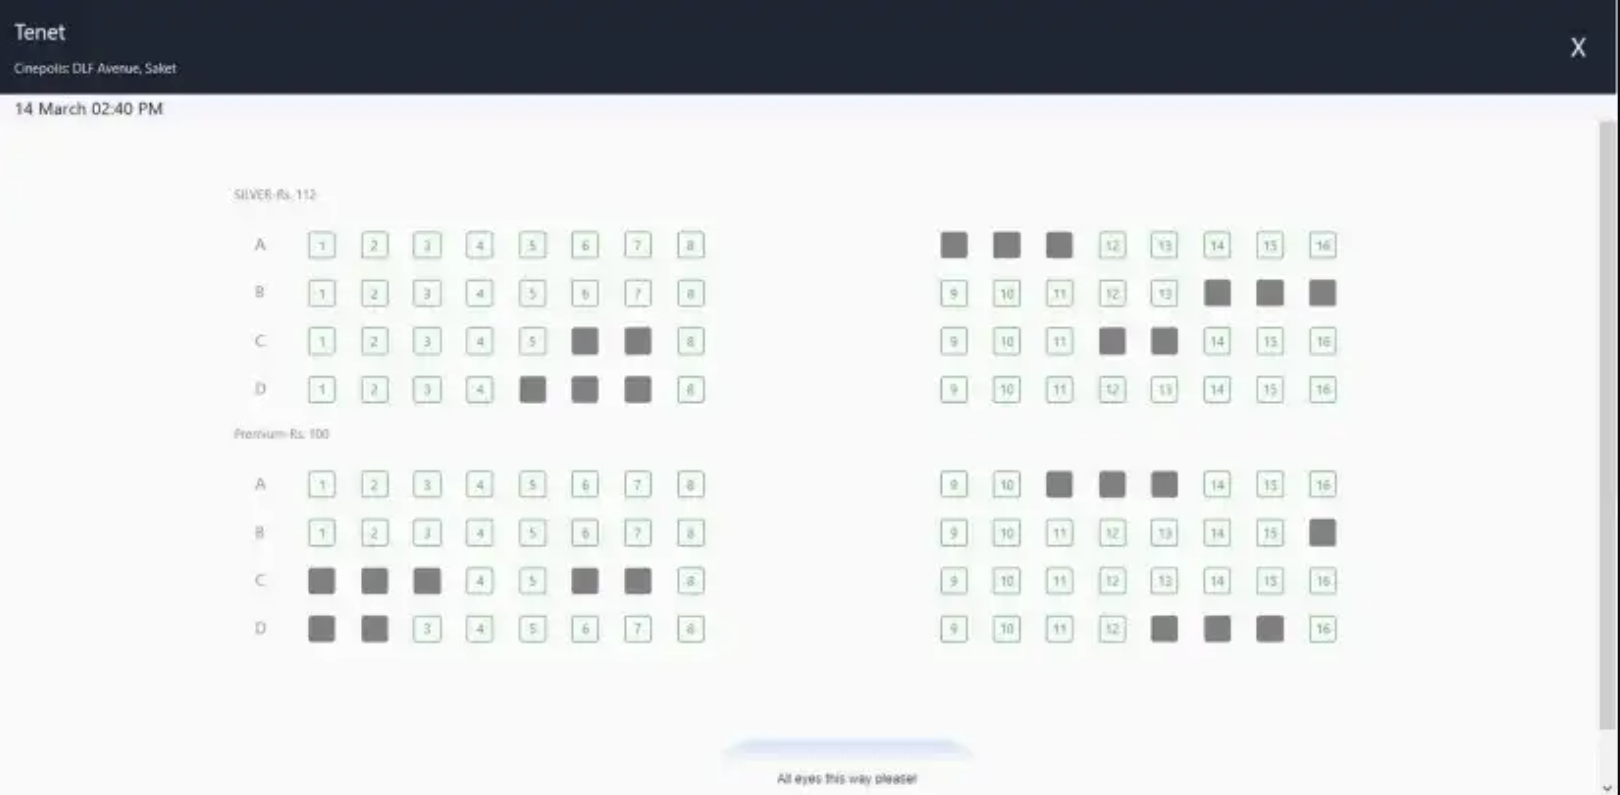 Tenet
X
Cinepolis: DLF Avenue, Saket
14 March 02:40 PM
SILVER-Rs. 112
A 1 2 3 4 5 6 7 8 12 13 14 15 16
B 1 2 3 4 5 6 7 8 9 10 11 12 13
C 1 2 3 4 5 8 9 10 11 14 15 16
D 1 2 3 4 8 9 10 11 12 13 14 15 16
Premium-Rs. 100
A 1 2 3 4 5 6 7 8 9 10 14 15 16
B 1 2 3 4 5 6 7 8 9 10 11 12 13 14 15
C 4 5 8 9 10 11 12 13 14 15 16
D 3 4 5 6 7 8 9 10 11 12 16
All eyes this way please!